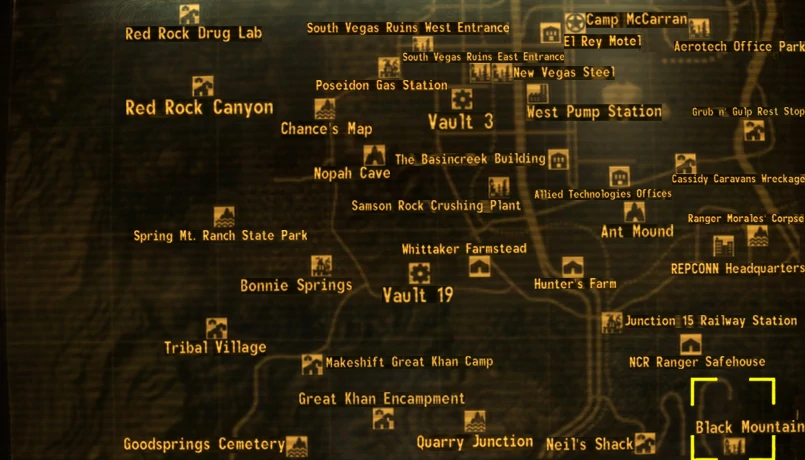 Camp McCarran
South Vegas Ruins West Entrance
Red Rock Drug Lab
El Rey Motel
Aerotech Office Park
South Vegas Ruins East Entrance
New Vegas Steel
Poseidon Gas Station
Red Rock Canyon
West Pump Station
Grub n' Gulp Rest Stop
Vault 3
Chance's Map
The Basincreek Building
Nopah Cave
Cassidy Caravans Wreckage
Allied Technologies Offices
Samson Rock Crushing Plant
Ranger Morales' Corpse
Ant Mound
Spring Mt. Ranch State Park
Whittaker Farmstead
REPCONN Headquarters
Bonnie Springs
Hunter's Farm
Vault 19
Junction 15 Railway Station
Tribal Village
Makeshift Great Khan Camp
NCR Ranger Safehouse
Great Khan Encampment
Black Mountain
Goodsprings Cemetery
Quarry Junction
Neil's Shack